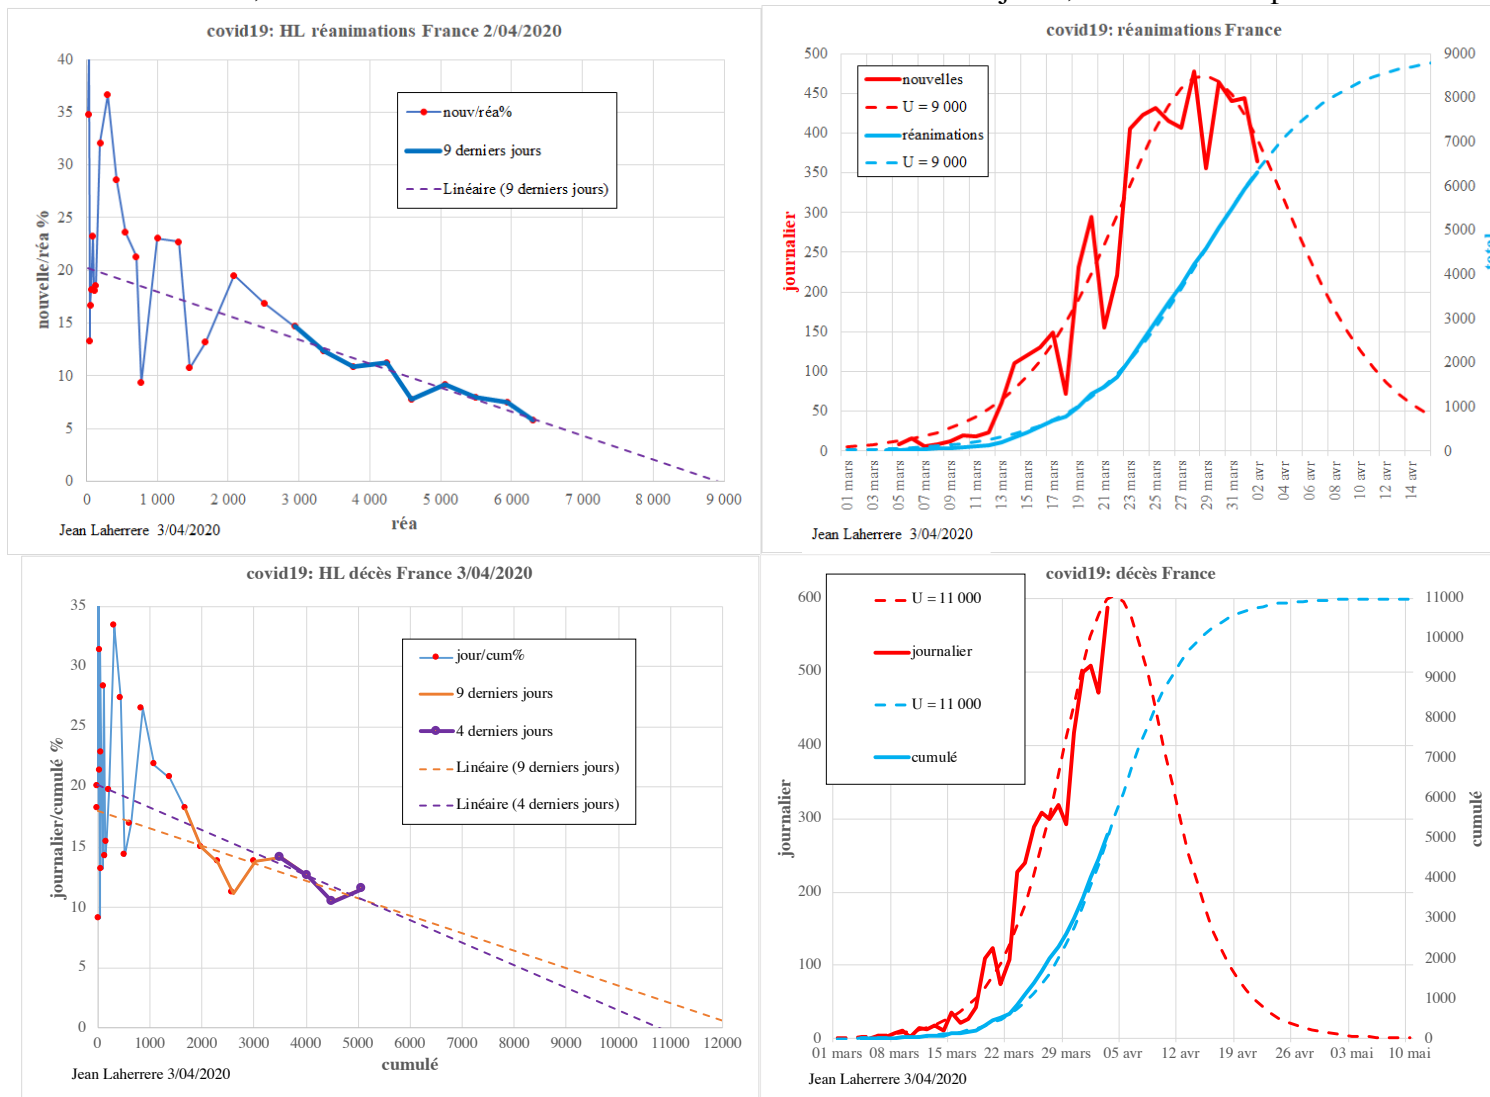 covid19: HL réanimations France 2/04/2020
40
35
30
25
20
15
10
5
0
nouvelle/réa %
nouv/réa%
9 derniers jours
Linéaire (9 derniers jours)
0 1 000 2 000 3 000 4 000 5 000 6 000 7 000 8 000 9 000
réa
Jean Laherrere 3/04/2020
covid19: réanimations France
500
450
400
350
300
250
200
150
100
50
0
journalier
nouvelles
U = 9 000
réanimations
U = 9 000
9000
8000
7000
6000
5000
4000
3000
2000
1000
0
total
01 mars 03 mars 05 mars 07 mars 09 mars 11 mars 13 mars 15 mars 17 mars 19 mars 21 mars 23 mars 25 mars 27 mars 29 mars 31 mars 02 avr 04 avr 06 avr 08 avr 10 avr 12 avr 14 avr
Jean Laherrere 3/04/2020
covid19: HL décès France 3/04/2020
35
30
25
20
15
10
5
0
journalier/cumulé %
jour/cum%
9 derniers jours
4 derniers jours
Linéaire (9 derniers jours)
Linéaire (4 derniers jours)
0 1000 2000 3000 4000 5000 6000 7000 8000 9000 10000 11000 12000
cumulé
Jean Laherrere 3/04/2020
covid19: décès France
600
500
400
300
200
100
0
journalier
U = 11 000
journalier
U = 11 000
cumulé
11000
10000
9000
8000
7000
6000
5000
4000
3000
2000
1000
0
cumulé
01 mars 08 mars 15 mars 22 mars 29 mars 05 avr 12 avr 19 avr 26 avr 03 mai 10 mai
Jean Laherrere 3/04/2020